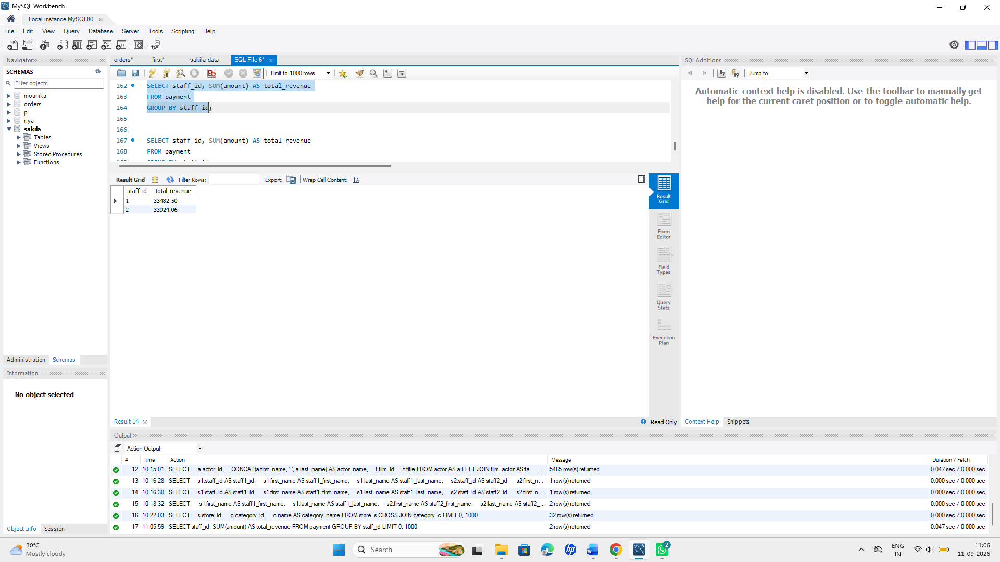 MySQL Workbench
Local instance MySQL80
File Edit View Query Database Server Tools Scripting Help
Navigator
SCHEMAS
Filter objects
mounika
orders
p
riya
sakila
Tables
Views
Stored Procedures
Functions
Administration Schemas
Information
No object selected
Object Info Session
orders* first* sakila-data SQL File 6*
Limit to 1000 rows
162 SELECT staff_id, SUM(amount) AS total_revenue
163 FROM payment
164 GROUP BY staff_id;
165
166
167 SELECT staff_id, SUM(amount) AS total_revenue
168 FROM payment
Result Grid Filter Rows: Export: Wrap Cell Content:
staff_id total_revenue
1 33482.50
2 33924.06
Result Grid
Form Editor
Field Types
Query Stats
Execution Plan
Result 14 Read Only
SQLAdditions
Jump to
Automatic context help is disabled. Use the toolbar to manually get
help for the current caret position or to toggle automatic help.
Context Help Snippets
Output
Action Output
# Time Action Message Duration / Fetch
12 10:15:01 SELECT a.actor_id, CONCAT(a.first_name, ' ', a.last_name) AS actor_name, f.film_id, f.title FROM actor AS a LEFT JOIN film_actor AS fa ... 5465 row(s) returned 0.047 sec / 0.000 sec
13 10:16:28 SELECT s1.staff_id AS staff1_id, s1.first_name AS staff1_first_name, s1.last_name AS staff1_last_name, s2.staff_id AS staff2_id, s2.first_n... 1 row(s) returned 0.000 sec / 0.000 sec
14 10:16:30 SELECT s1.staff_id AS staff1_id, s1.first_name AS staff1_first_name, s1.last_name AS staff1_last_name, s2.staff_id AS staff2_id, s2.first_n... 1 row(s) returned 0.000 sec / 0.000 sec
15 10:18:32 SELECT s1.first_name AS staff1_first_name, s1.last_name AS staff1_last_name, s2.first_name AS staff2_first_name, s2.last_name AS staff2_... 2 row(s) returned 0.000 sec / 0.000 sec
16 10:22:03 SELECT s.store_id, c.category_id, c.name AS category_name FROM store s CROSS JOIN category c LIMIT 0, 1000 32 row(s) returned 0.000 sec / 0.000 sec
17 11:05:59 SELECT staff_id, SUM(amount) AS total_revenue FROM payment GROUP BY staff_id LIMIT 0, 1000 2 row(s) returned 0.047 sec / 0.000 sec
30°C
Mostly cloudy
Search
hp
2
ENG
IN
11:06
11-09-2026